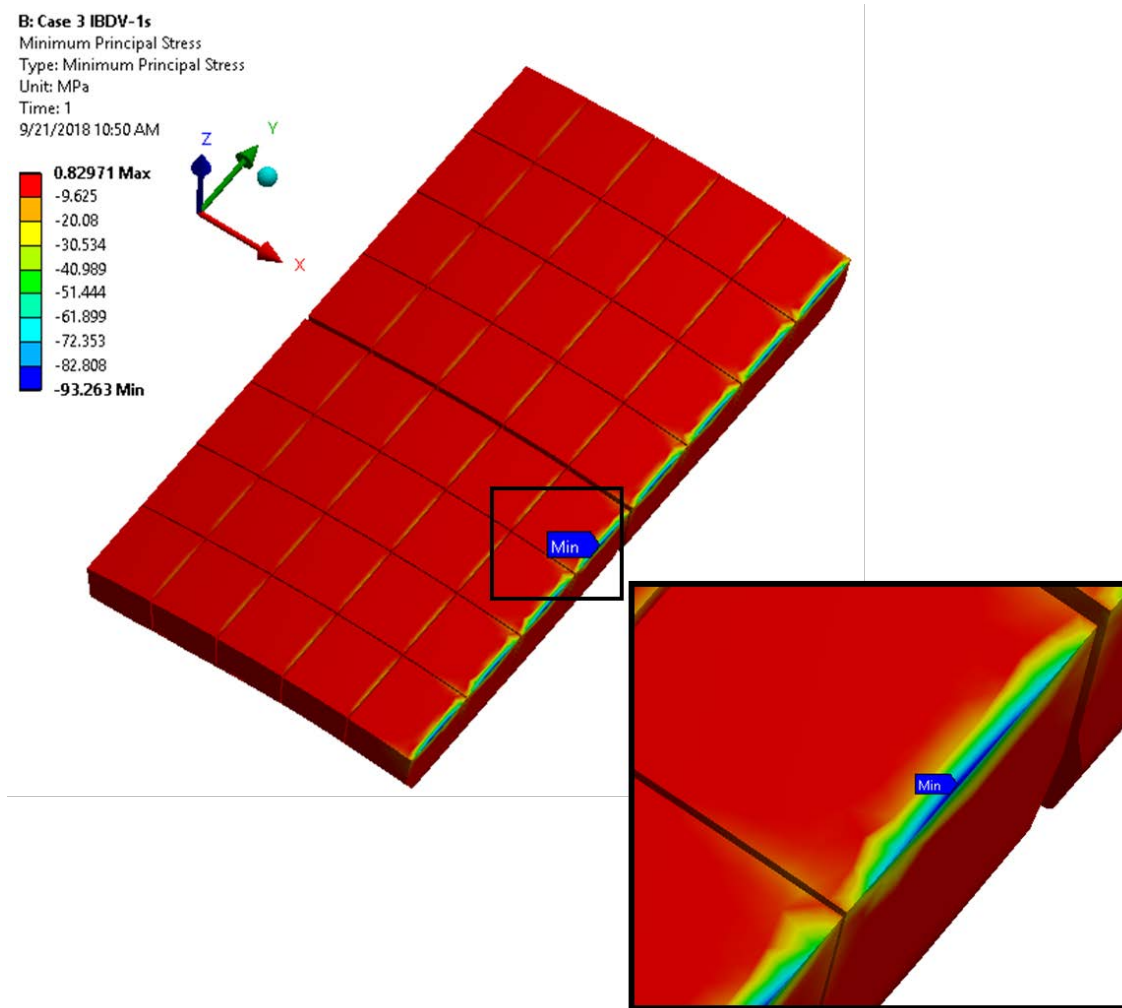 B: Case 3 IBDV-1s
Minimum Principal Stress
Type: Minimum Principal Stress
Unit: MPa
Time: 1
9/21/2018 10:50 AM
Z
Y
X
0.82971 Max
-9.625
-20.08
-30.534
-40.989
-51.444
-61.899
-72.353
-82.808
-93.263 Min
Min
Min